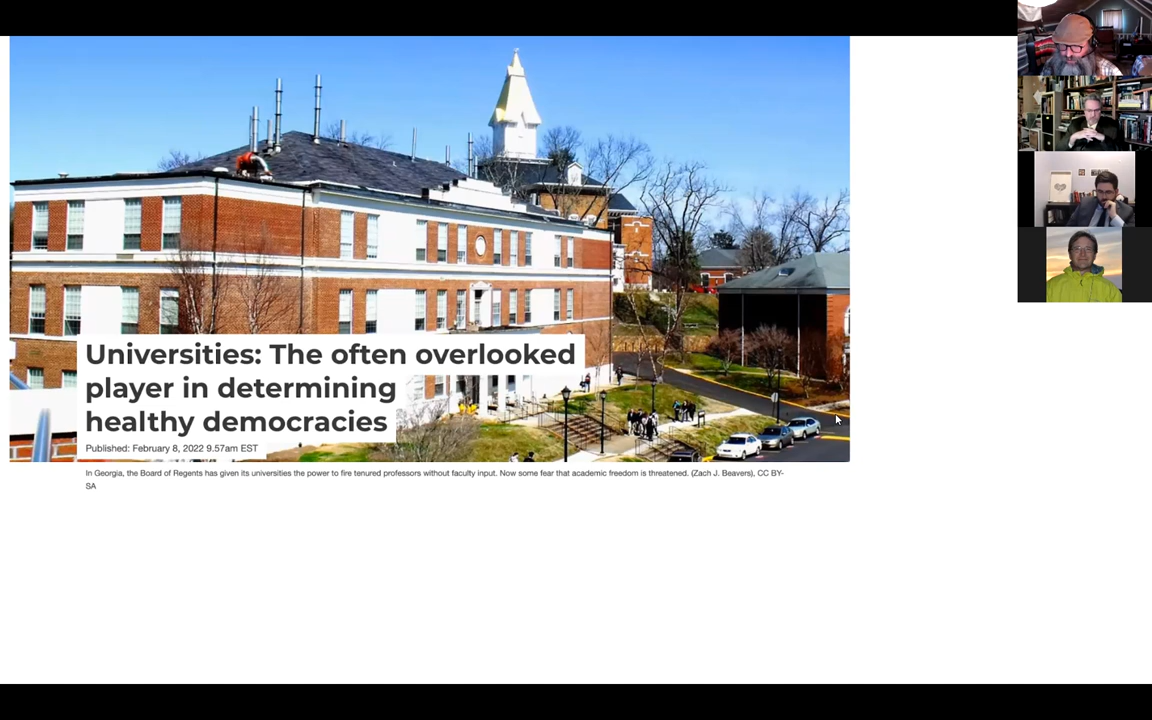 Universities: The often overlooked
player in determining
healthy democracies
Published: February 8, 2022 9.57am EST
In Georgia, the Board of Regents has given its universities the power to fire tenured professors without faculty input. Now some fear that academic freedom is threatened. (Zach J. Beavers), CC BY-
SA